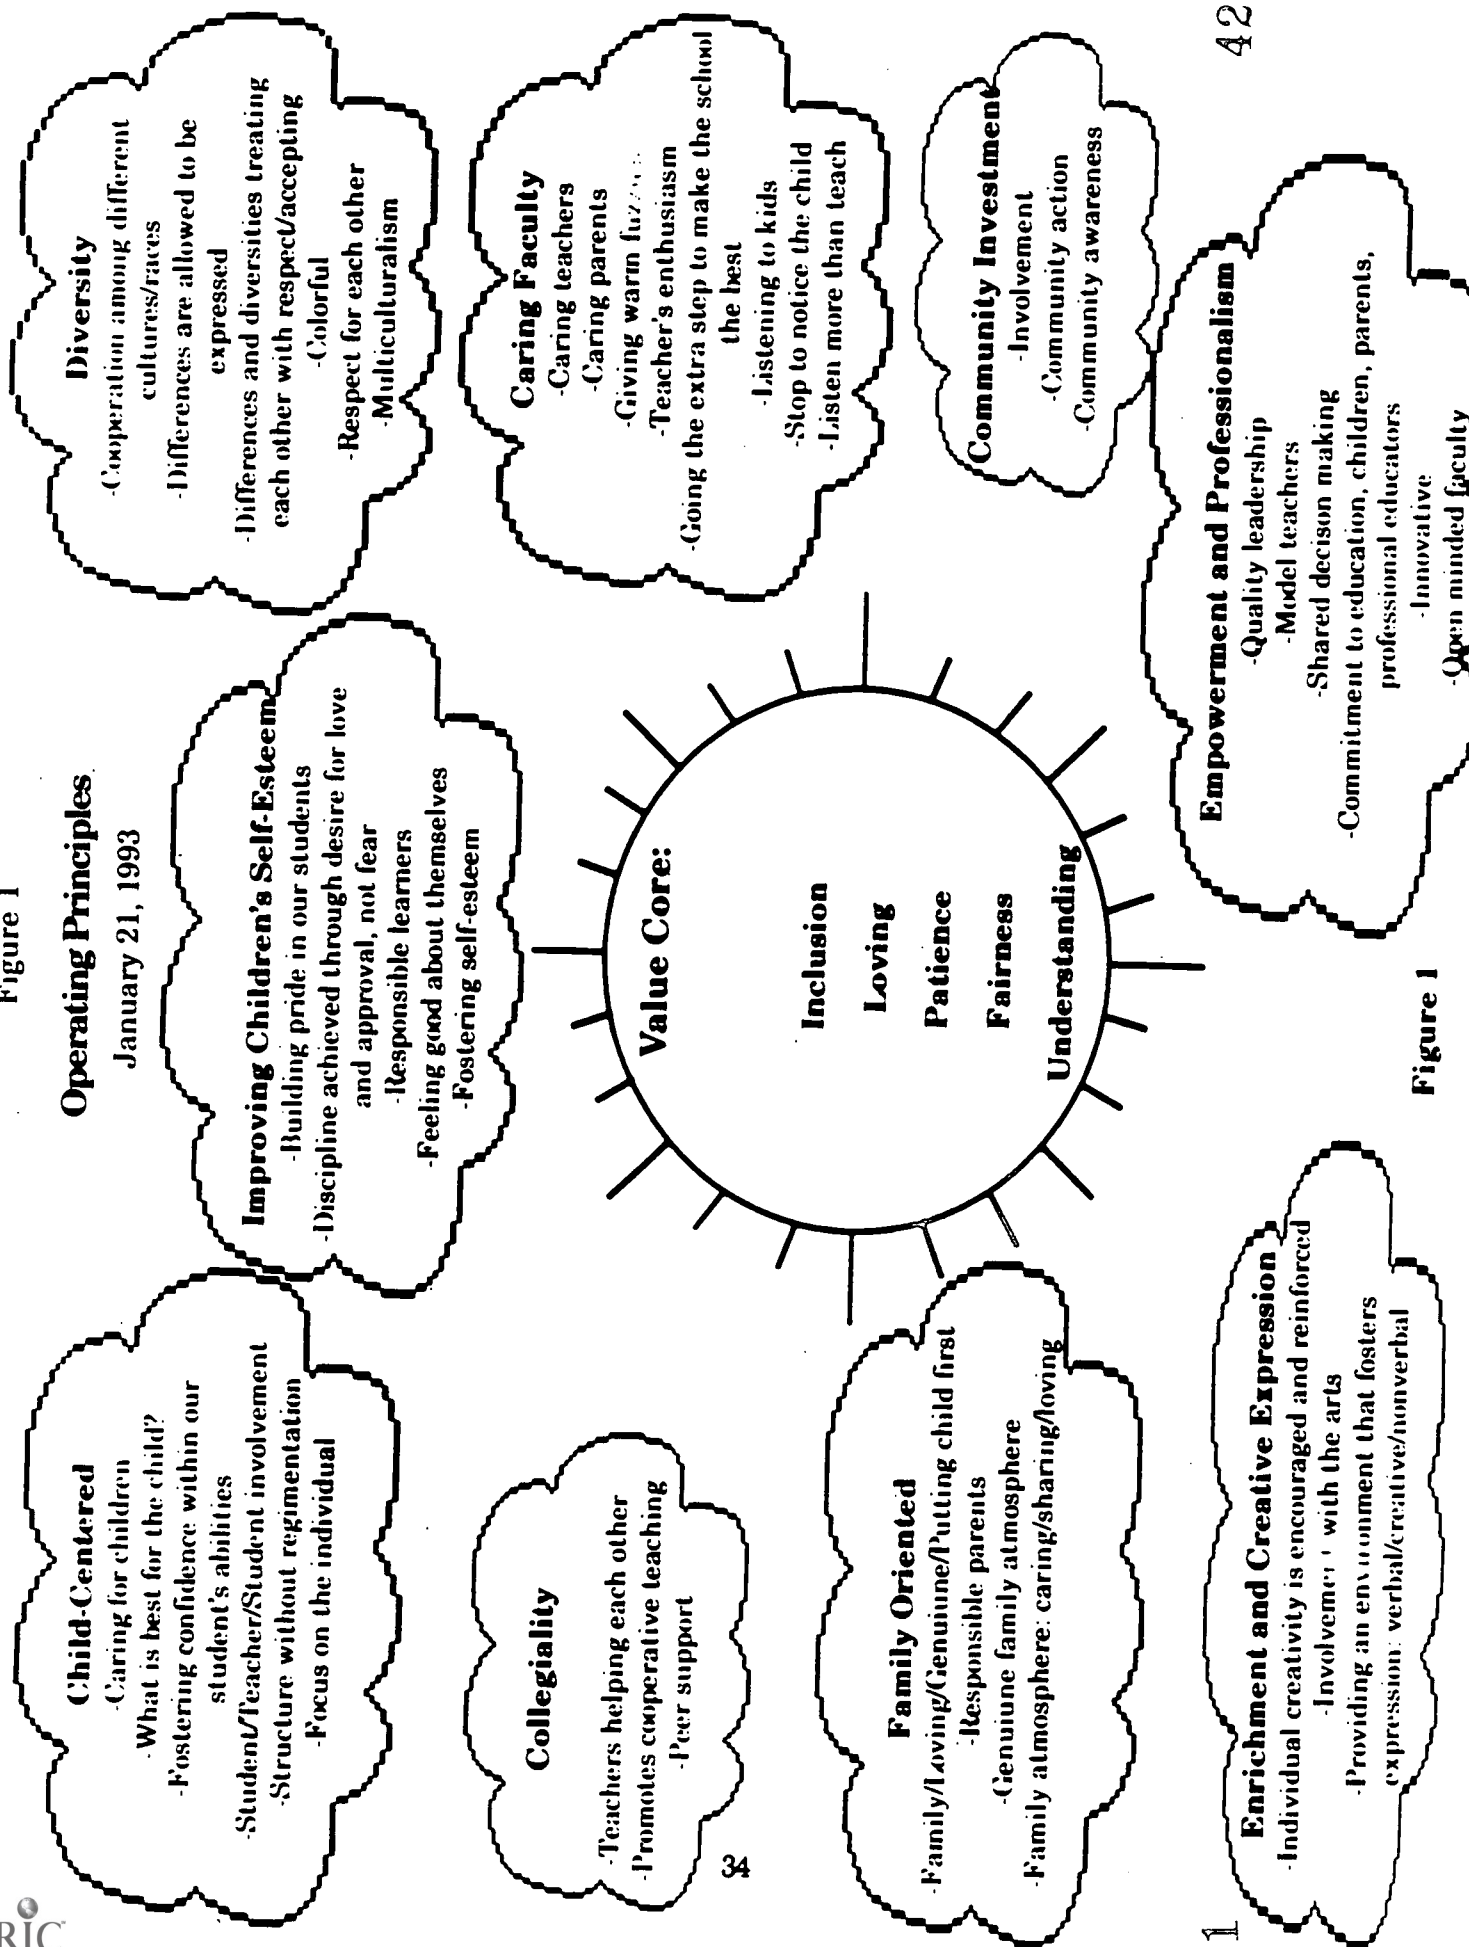 Figure 1
Operating Principles
January 21, 1993
Child-Centered
-Caring for children
-What is best for the child?
-Fostering confidence within our
student's abilities
-Student/Teacher/Student involvement
-Structure without regimentation
-Focus on the individual
Improving Children's Self-Esteem
-Building pride in our students
-Discipline achieved through desire for love
and approval, not fear
-Responsible learners
-Feeling good about themselves
-Fostering self-esteem
Diversity
-Cooperation among different
cultures/races
-Differences are allowed to be
expressed
-Differences and diversities treating
each other with respect/accepting
-Colorful
-Respect for each other
-Multiculturalism
Collegiality
-Teachers helping each other
-Promotes cooperative teaching
-Peer support
Value Core:
Inclusion
Loving
Patience
Fairness
Understanding
Caring Faculty
-Caring teachers
-Caring parents
-Giving warm
-Teacher's enthusiasm
-Going the extra step to make the school
the best
-Listening to kids
-Stop to notice the child
-Listen more than teach
Family Oriented
-Family/Loving/Genuiune/Putting child first
-Responsible parents
-Geniune family atmosphere
-Family atmosphere: caring/sharing/loving
Community Investment
-Involvement
-Community action
-Community awareness
Enrichment and Creative Expression
-Individual creativity is encouraged and reinforced
-Involvement with the arts
-Providing an environment that fosters
expression: verbal/creative/nonverbal
Empowerment and Professionalism
-Quality leadership
-Model teachers
-Shared decison making
-Commitment to education, children, parents,
professional educators
-Innovative
-Open minded faculty
Figure 1
34
1
42
RIC